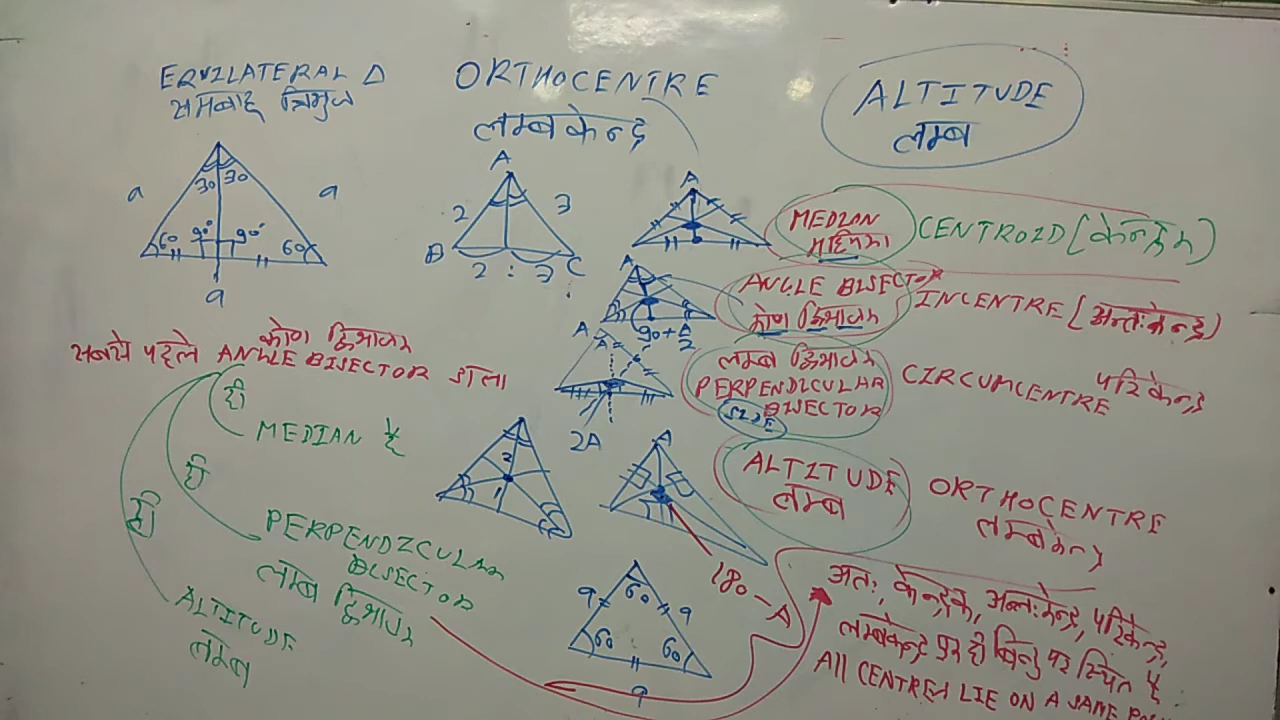 EQUILATERAL Δ
समबाहु त्रिभुज
30 30
a a
60 90° 90° 60
a
ORTHOCENTRE
लम्बकेन्द्र
A
2 3
B C
2 : 3
ALTITUDE
लम्ब
A
MEDIAN
माध्यिका
CENTROID (केन्द्रक)
A
ANGLE BISECTOR
कोण द्विभाजक
INCENTRE (अन्तःकेन्द्र)
90+A/2
A
लम्ब द्विभाजक
PERPENDICULAR
BISECTOR
SIDE
CIRCUMCENTRE
परिकेन्द्र
2A
कोण द्विभाजक
सबसे पहले ANGLE BISECTOR डाला
ही
MEDIAN है
ही
PERPENDICULAR
BISECTOR
लम्ब द्विभाजक
ही
ALTITUDE
लम्ब
2
1
A
ALTITUDE
लम्ब
ORTHOCENTRE
लम्बकेन्द्र
180-A
60
a a
60 60
a
अतः, केन्द्रक, अन्तःकेन्द्र, परिकेन्द्र,
लम्बकेन्द्र एक ही बिन्दु पर स्थित है
All CENTRES LIE ON A SAME